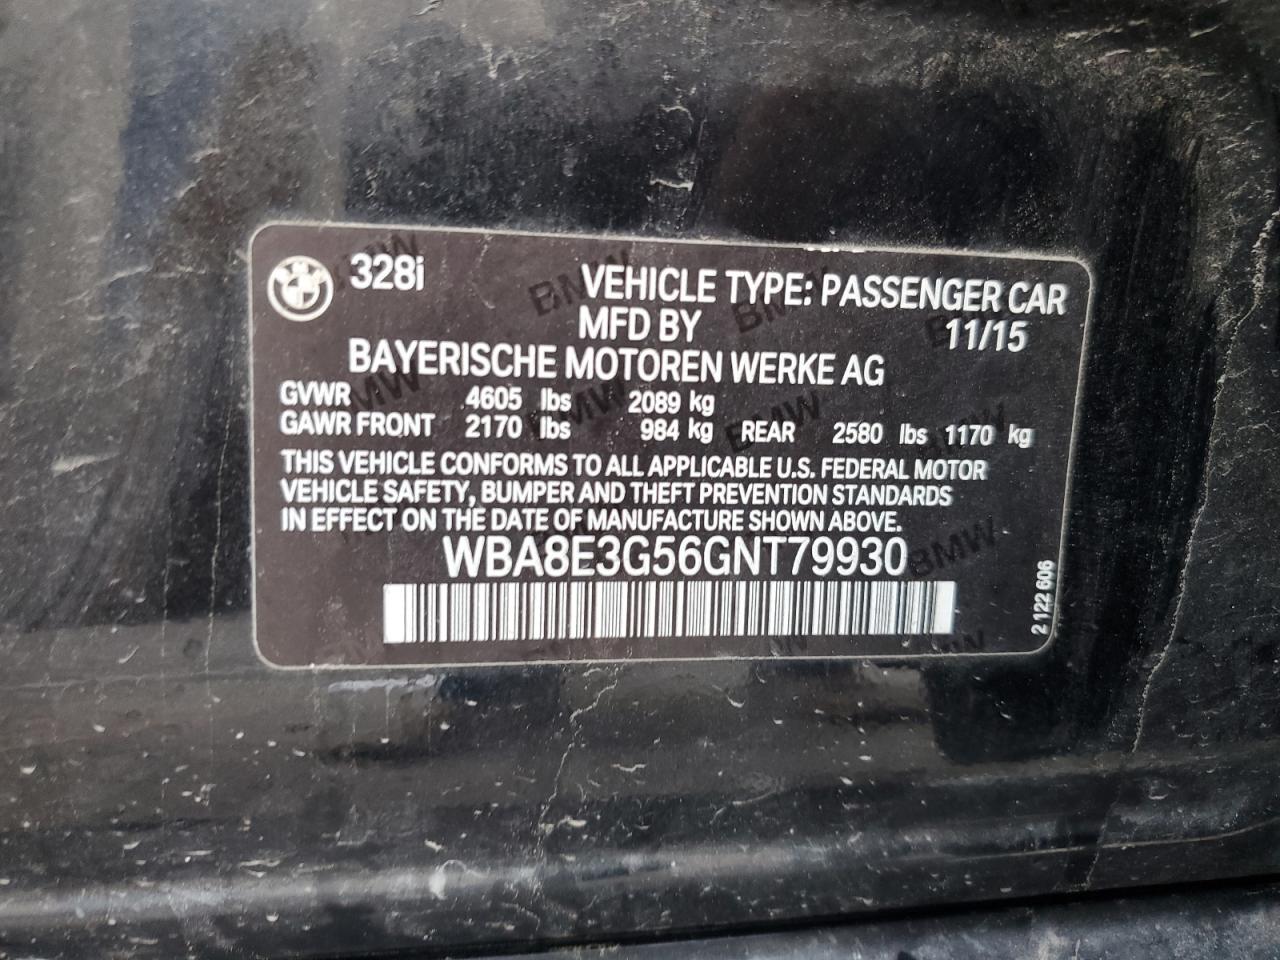 328i VEHICLE TYPE: PASSENGER CAR
MFD BY 11/15
BAYERISCHE MOTOREN WERKE AG
GVWR 4605 lbs 2089 kg
GAWR FRONT 2170 lbs 984 kg REAR 2580 lbs 1170 kg
THIS VEHICLE CONFORMS TO ALL APPLICABLE U.S. FEDERAL MOTOR
VEHICLE SAFETY, BUMPER AND THEFT PREVENTION STANDARDS
IN EFFECT ON THE DATE OF MANUFACTURE SHOWN ABOVE.
WBA8E3G56GNT79930
2 122 606